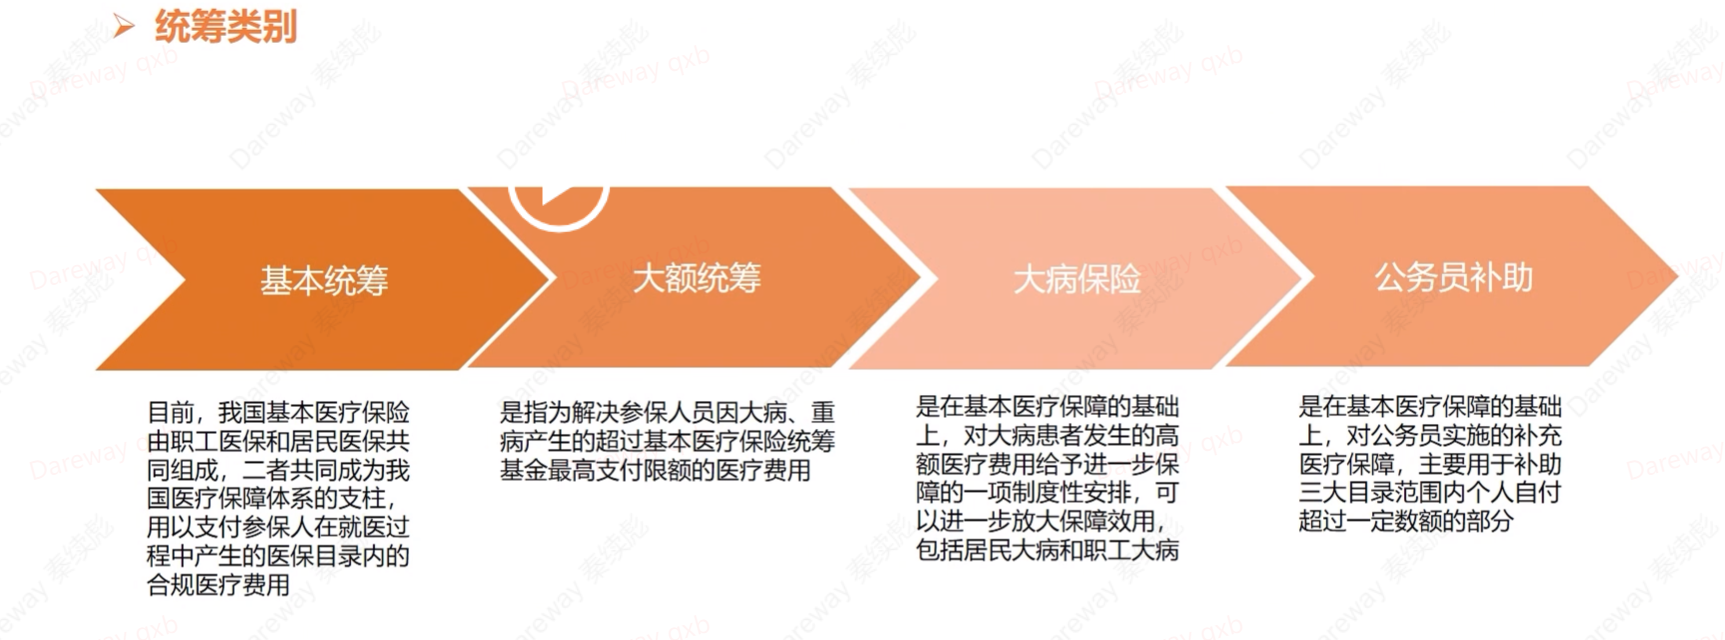 统筹类别
基本统筹
大额统筹
大病保险
公务员补助
目前，我国基本医疗保险
由职工医保和居民医保共
同组成，二者共同成为我
国医疗保障体系的支柱，
用以支付参保人在就医过
程中产生的医保目录内的
合规医疗费用
是指为解决参保人员因大病、重
病产生的超过基本医疗保险统筹
基金最高支付限额的医疗费用
是在基本医疗保障的基础
上，对大病患者发生的高
额医疗费用给予进一步保
障的一项制度性安排，可
以进一步放大保障效用，
包括居民大病和职工大病
是在基本医疗保障的基础
上，对公务员实施的补充
医疗保障，主要用于补助
三大目录范围内个人自付
超过一定数额的部分
Dareway 秦续彪
Dareway qxb